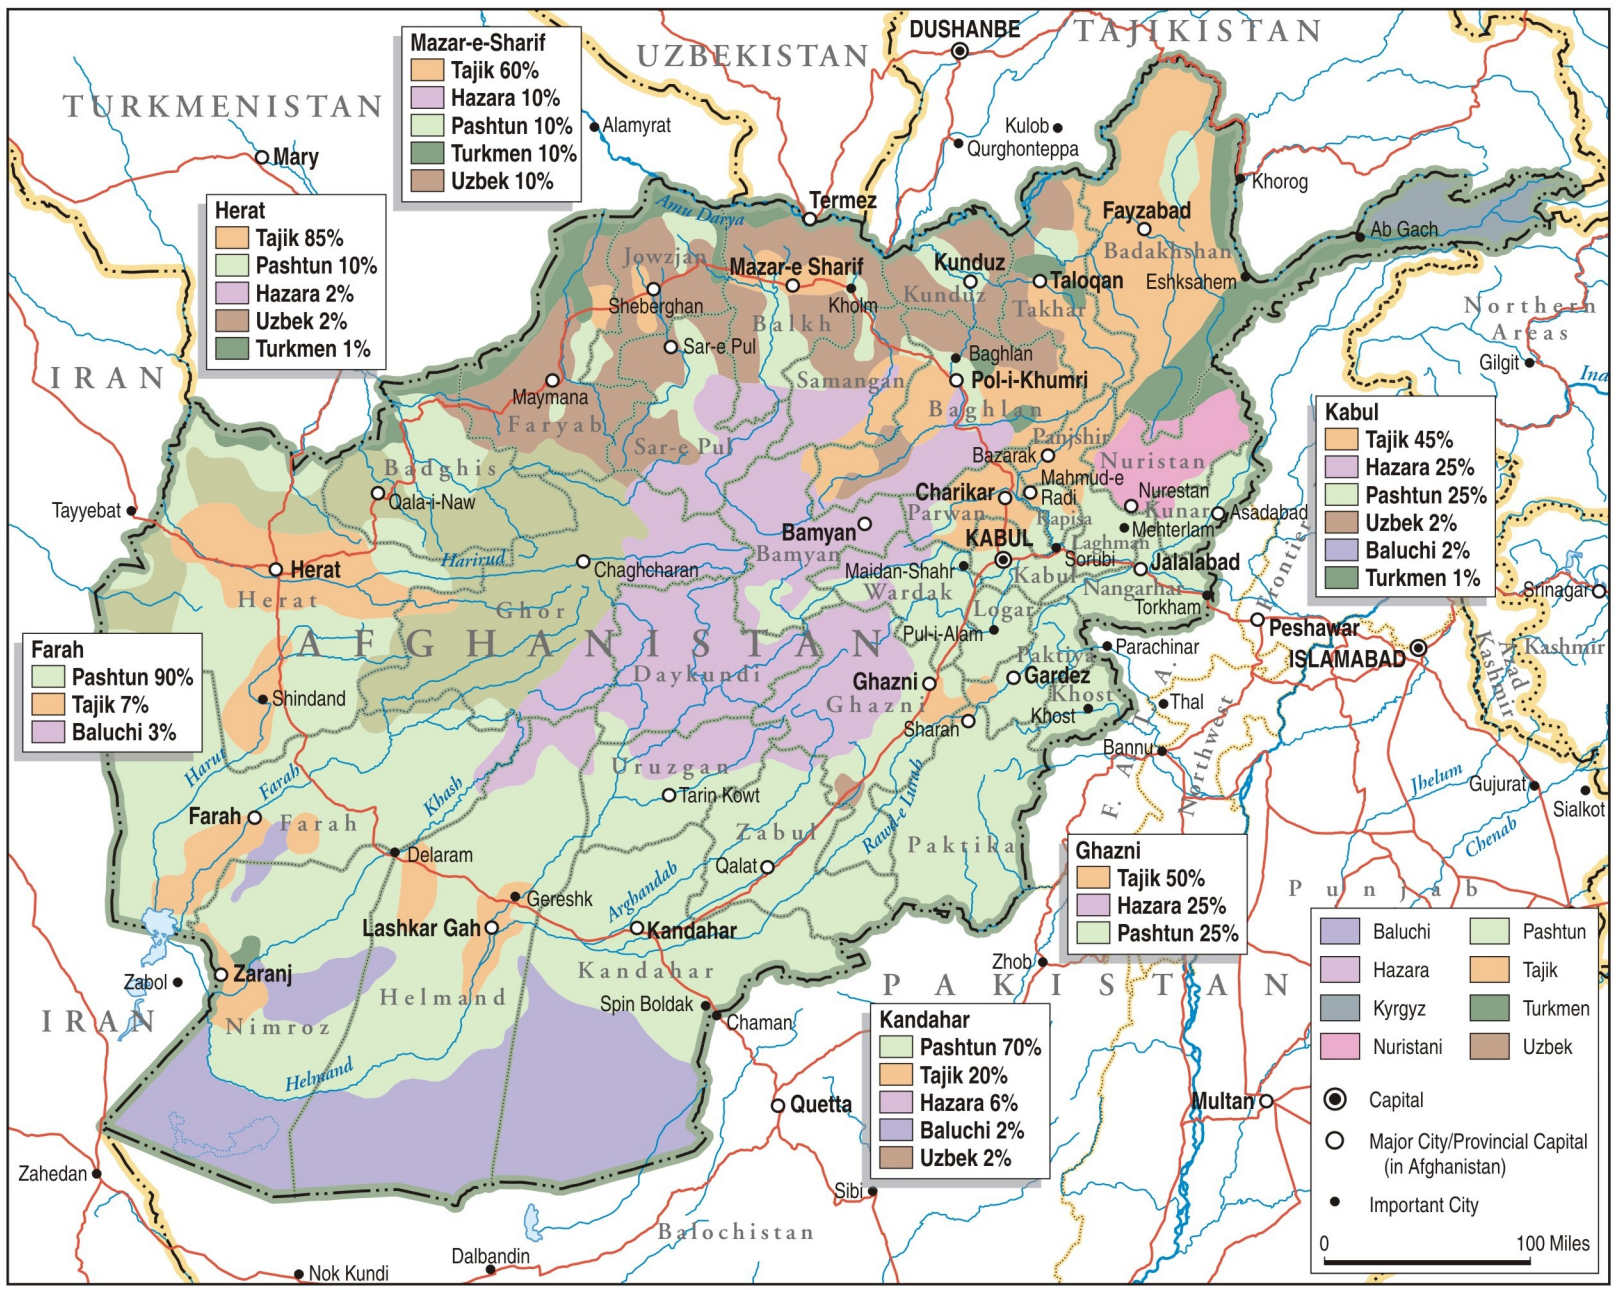 DUSHANBE
TAJIKISTAN
UZBEKISTAN
TURKMENISTAN
Mary
Alamyrat
Kulob
Qurghonteppa
Termez
Khorog
Mazar-e-Sharif
Tajik 60%
Hazara 10%
Pashtun 10%
Turkmen 10%
Uzbek 10%
Herat
Tajik 85%
Pashtun 10%
Hazara 2%
Uzbek 2%
Turkmen 1%
Amu Darya
Fayzabad
Badakhshan
Ab Gach
Eshksahem
Jowzjan
Mazar-e Sharif
Kunduz
Kunduz
Taloqan
Takhar
Sheberghan
Kholm
Balkh
Northern
Areas
Gilgit
Ind
IRAN
Sar-e Pul
Baghlan
Pol-i-Khumri
Maymana
Samangan
Baghlan
Faryab
Sar-e Pul
Panjshir
Bazarak
Nuristan
Kabul
Tajik 45%
Hazara 25%
Pashtun 25%
Uzbek 2%
Baluchi 2%
Turkmen 1%
Badghis
Qala-i-Naw
Mahmud-e
Radi
Nurestan
Charikar
Parwan
Kapisa
Kunar
Asadabad
Tayyebat
Bamyan
Bamyan
Mehterlam
KABUL
Laghman
Sorubi
Jalalabad
Harirud
Chaghcharan
Herat
Herat
Maidan-Shahr
Wardak
Kabul
Nangarhar
Torkham
Ghor
Logar
Pul-i-Alam
Frontier
Srinagar
Peshawar
ISLAMABAD
Azad
Kashmir
Kashmir
AFGHANISTAN
Parachinar
Daykundi
Paktiya
Gardez
Ghazni
Ghazni
Khost
Khost
Sharan
Thal
Bannu
F. A. T. A.
Northwest
Farah
Pashtun 90%
Tajik 7%
Baluchi 3%
Shindand
Harut
Farah
Khash
Farah
Farah
Uruzgan
Tarin Kowt
Zabul
Qalat
Rawd-e Lurah
Paktika
Jhelum
Gujurat
Sialkot
Chenab
Delaram
Gereshk
Arghandab
Lashkar Gah
Kandahar
Kandahar
Punjab
Ghazni
Tajik 50%
Hazara 25%
Pashtun 25%
Zaranj
Zabol
Helmand
Nimroz
Spin Boldak
Chaman
Zhob
PAKISTAN
IRAN
Helmand
Kandahar
Pashtun 70%
Tajik 20%
Hazara 6%
Baluchi 2%
Uzbek 2%
Quetta
Multan
Zahedan
Sibi
Balochistan
Dalbandin
Nok Kundi
Baluchi
Pashtun
Hazara
Tajik
Kyrgyz
Turkmen
Nuristani
Uzbek
Capital
Major City/Provincial Capital
(in Afghanistan)
Important City
0 100 Miles